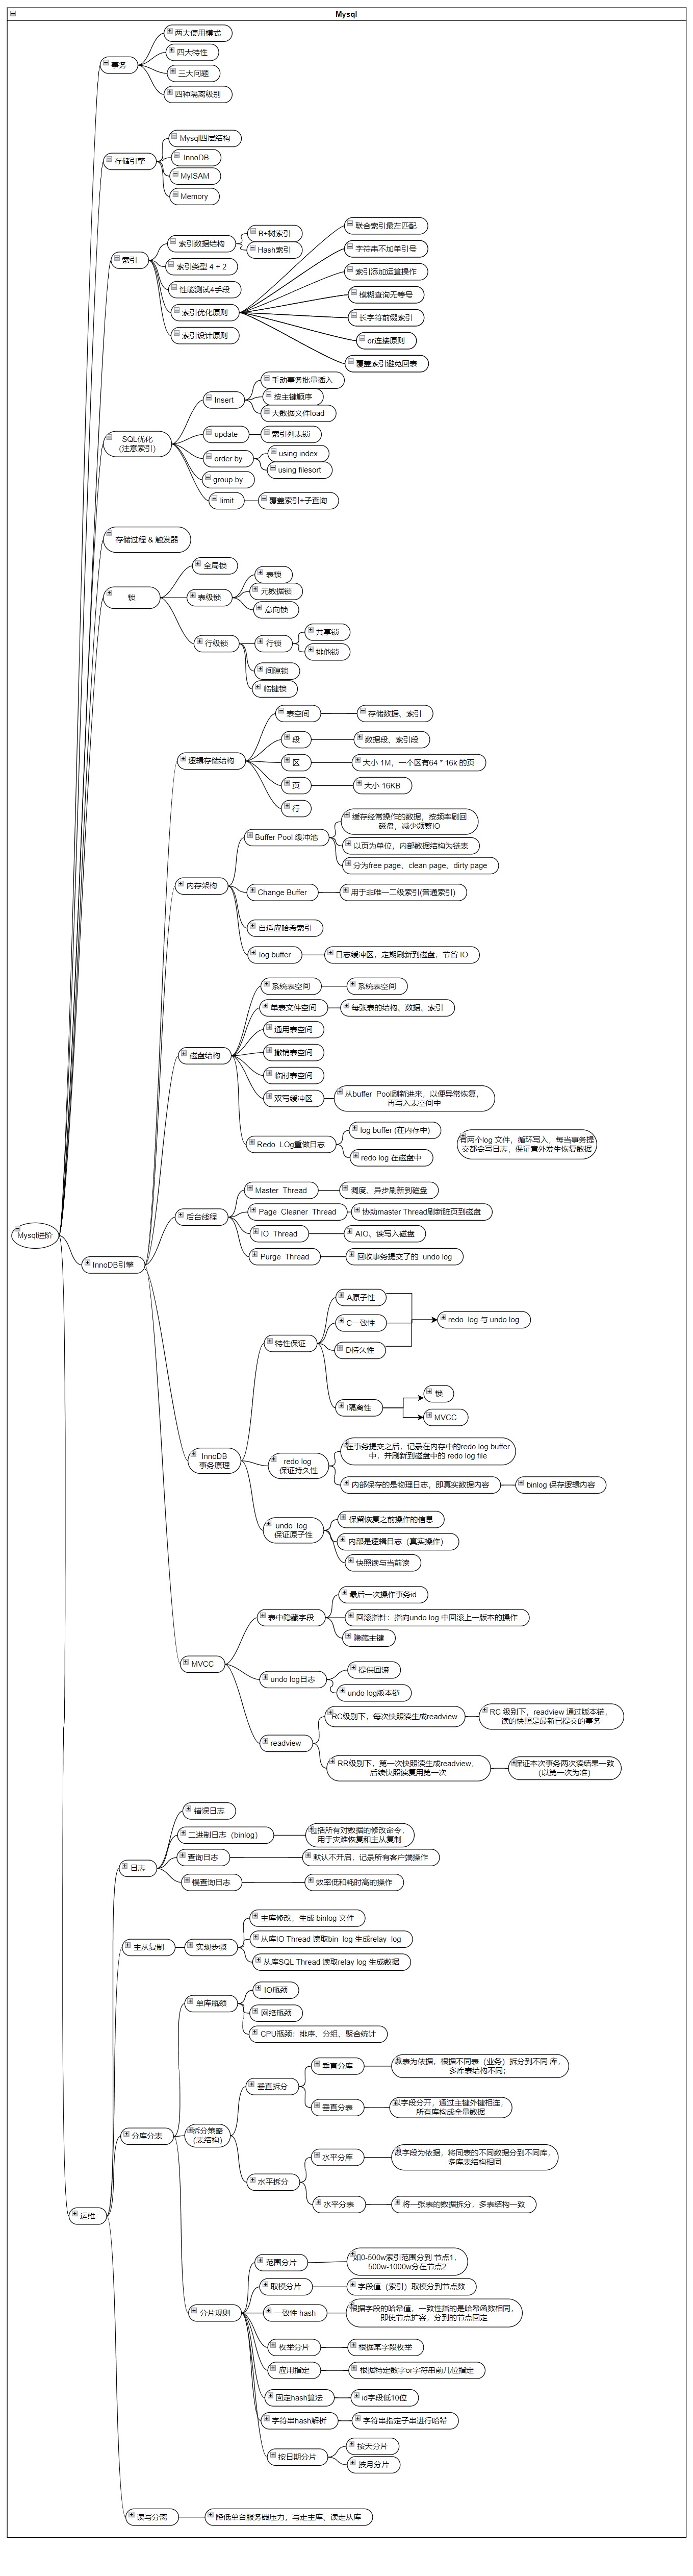 Mysql
两大使用模式
四大特性
事务
三大问题
四种隔离级别
Mysql四层结构
InnoDB
存储引擎
MyISAM
Memory
联合索引最左匹配
B+树索引
索引数据结构
字符串不加单引号
Hash索引
索引
索引类型 4 + 2
索引添加运算操作
性能测试4手段
模糊查询无等号
索引优化原则
长字符前缀索引
索引设计原则
or连接原则
覆盖索引避免回表
手动事务批量插入
Insert
按主键顺序
大数据文件load
update
索引列表锁
SQL优化
(注意索引)
using index
order by
using filesort
group by
limit
覆盖索引+子查询
存储过程 & 触发器
全局锁
表锁
锁
表级锁
元数据锁
意向锁
共享锁
行级锁
行锁
排他锁
间隙锁
临键锁
表空间
存储数据、索引
段
数据段、索引段
逻辑存储结构
区
大小 1M，一个区有64 * 16k 的页
页
大小 16KB
行
缓存经常操作的数据，按频率刷回
磁盘，减少频繁IO
Buffer Pool 缓冲池
以页为单位，内部数据结构为链表
分为free page、clean page、dirty page
内存架构
Change Buffer
用于非唯一二级索引(普通索引)
自适应哈希索引
log buffer
日志缓冲区，定期刷新到磁盘，节省 IO
系统表空间
系统表空间
单表文件空间
每张表的结构、数据、索引
通用表空间
磁盘结构
撤销表空间
临时表空间
双写缓冲区
从buffer Pool刷新进来，以便异常恢复，
再写入表空间中
log buffer (在内存中)
Redo LOg重做日志
有两个log 文件，循环写入，每当事务提
交都会写日志、保证意外发生恢复数据
redo log 在磁盘中
Master Thread
调度、异步刷新到磁盘
后台线程
Page Cleaner Thread
协助master Thread刷新脏页到磁盘
Mysql进阶
IO Thread
AIO、读写入磁盘
Purge Thread
回收事务提交了的 undo log
InnoDB引擎
A原子性
redo log 与 undo log
C一致性
特性保证
D持久性
锁
I隔离性
MVCC
在事务提交之后，记录在内存中的redo log buffer
中，并刷新到磁盘中的 redo log file
InnoDB
事务原理
redo log
保证持久性
内部保存的是物理日志，即真实数据内容
binlog 保存逻辑内容
保留恢复之前操作的信息
undo log
保证原子性
内部是逻辑日志（真实操作）
快照读与当前读
最后一次操作事务id
表中隐藏字段
回滚指针：指向undo log 中回滚上一版本的操作
隐藏主键
MVCC
提供回滚
undo log日志
undo log版本链
RC级别下，每次快照读生成readview
RC 级别下，readview 通过版本链，
读的快照是最新已提交的事务
readview
RR级别下，第一次快照读生成readview，
后续快照读复用第一次
保证本次事务两次读结果一致
(以第一次为准)
错误日志
二进制日志（binlog）
包括所有对数据的修改命令，
用于灾难恢复和主从复制
日志
查询日志
默认不开启，记录所有客户端操作
慢查询日志
效率低和耗时高的操作
主库修改，生成 binlog 文件
主从复制
实现步骤
从库IO Thread 读取bin log 生成relay log
从库SQL Thread 读取relay log 生成数据
IO瓶颈
单库瓶颈
网络瓶颈
CPU瓶颈：排序、分组、聚合统计
垂直分库
以表为依据，根据不同表（业务）拆分到不同 库，
多库表结构不同；
垂直拆分
垂直分表
以字段分开，通过主键外键相连，
所有库构成全量数据
分库分表
拆分策略
(表结构)
水平分库
以字段为依据，将同表的不同数据分到不同库，
多库表结构相同
水平拆分
水平分表
将一张表的数据拆分，多表结构一致
运维
范围分片
如0-500w索引范围分到 节点1，
500w-1000w分在节点2
取模分片
字段值（索引）取模分到节点数
分片规则
一致性 hash
根据字段的哈希值，一致性指的是哈希函数相同，
即使节点扩容，分到的节点固定
枚举分片
根据某字段枚举
应用指定
根据特定数字or字符串前几位指定
固定hash算法
id字段低10位
字符串hash解析
字符串指定子串进行哈希
按天分片
按日期分片
按月分片
读写分离
降低单台服务器压力，写走主库、读走从库